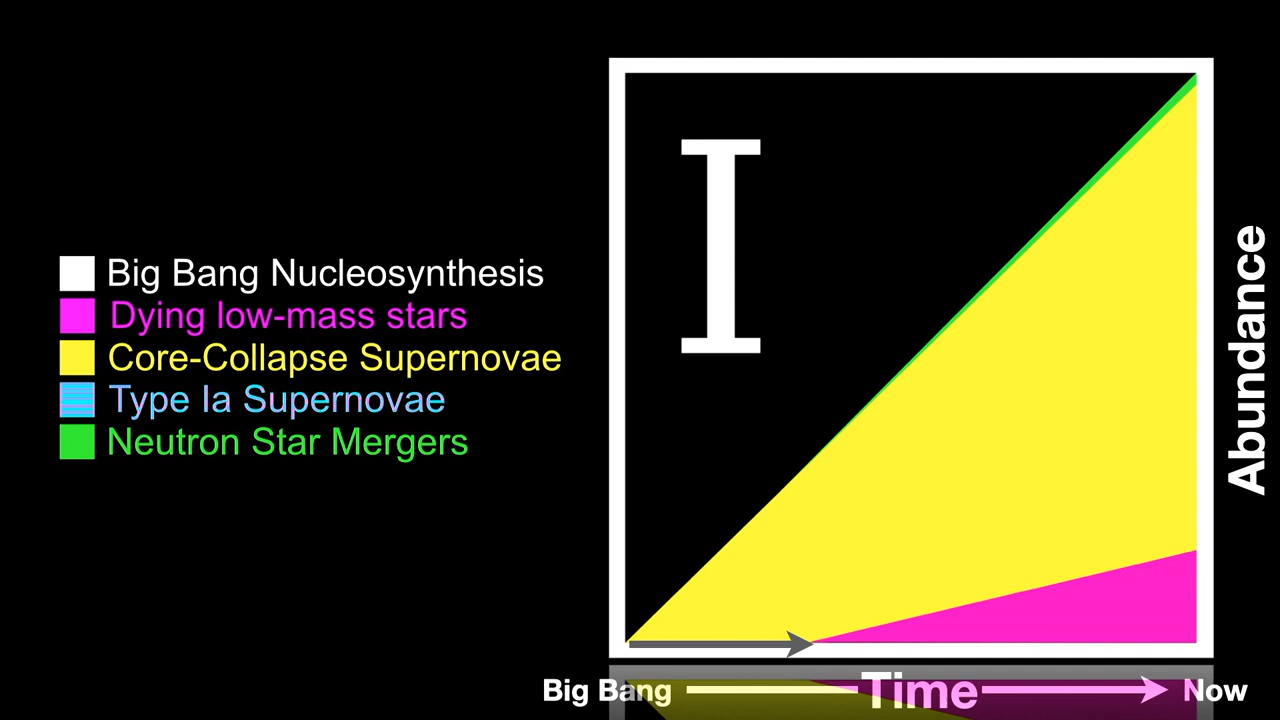 Big Bang Nucleosynthesis
Dying low-mass stars
Core-Collapse Supernovae
Type Ia Supernovae
Neutron Star Mergers
I
Abundance
Big Bang Time Now